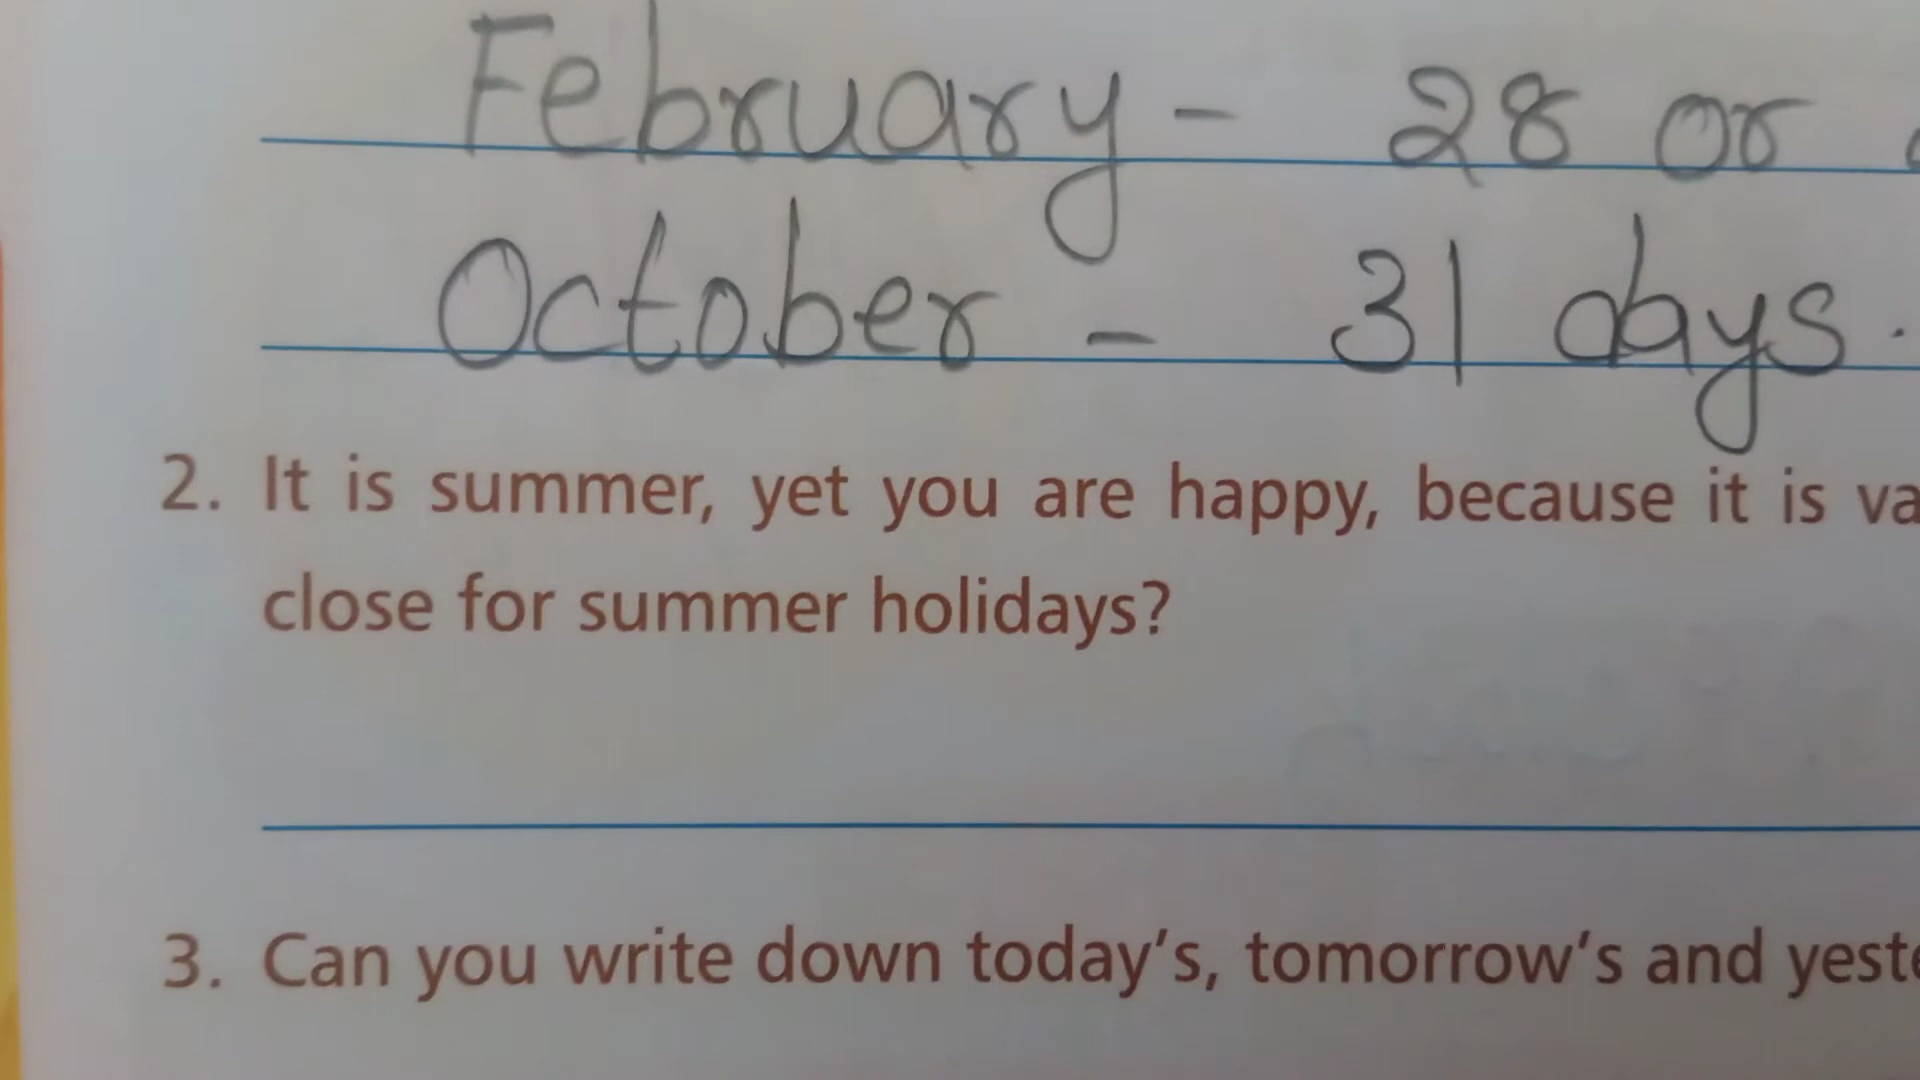 February - 28 or
October - 31 days.
2. It is summer, yet you are happy, because it is va
close for summer holidays?
3. Can you write down today's, tomorrow's and yeste